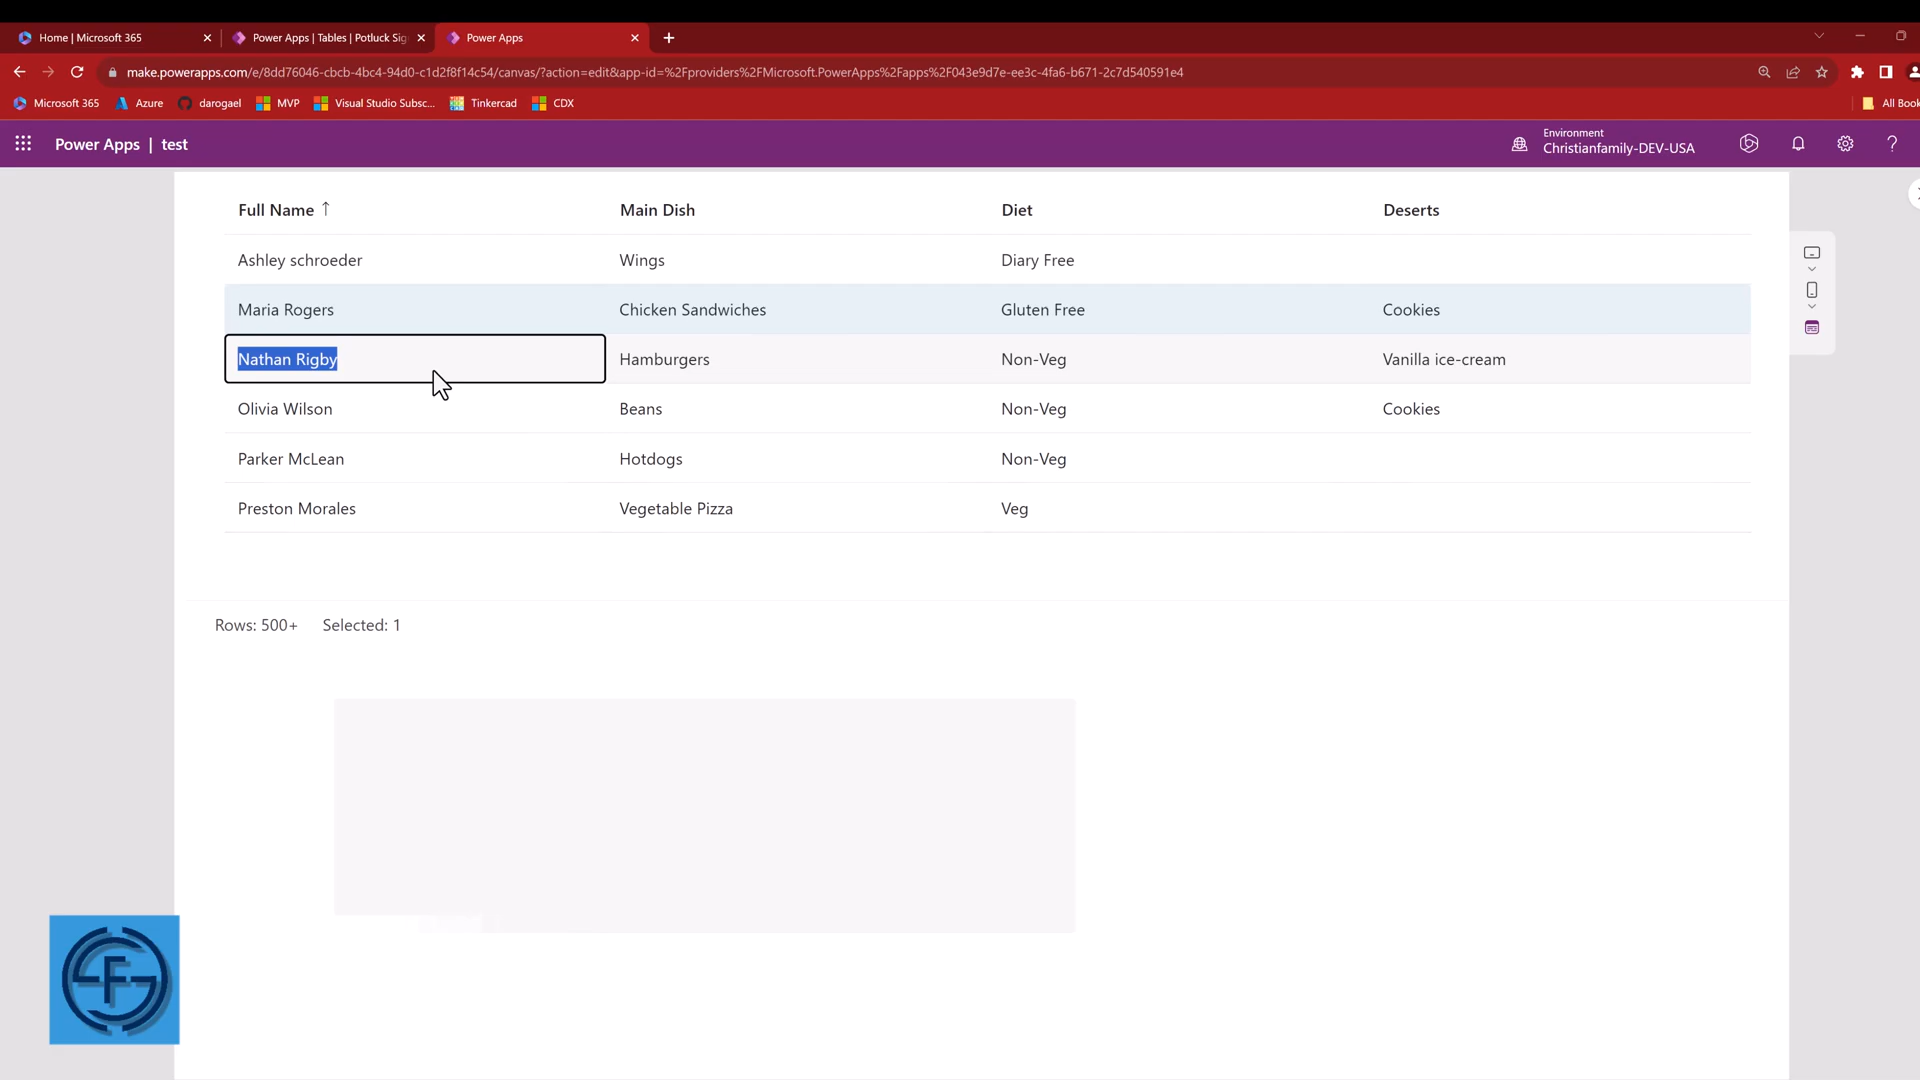 Home | Microsoft 365
Power Apps | Tables | Potluck Sig
Power Apps
make.powerapps.com/e/8dd76046-cbcb-4bc4-94d0-c1d2f8f14c54/canvas/?action=edit&app-id=%2Fproviders%2FMicrosoft.PowerApps%2Fapps%2F043e9d7e-ee3c-4fa6-b671-2c7d540591e4
Microsoft 365 Azure darogael MVP Visual Studio Subsc... Tinkercad CDX All Book
Power Apps | test
Environment
Christianfamily-DEV-USA
Full Name ↑ Main Dish Diet Deserts
Ashley schroeder Wings Diary Free
Maria Rogers Chicken Sandwiches Gluten Free Cookies
Nathan Rigby Hamburgers Non-Veg Vanilla ice-cream
Olivia Wilson Beans Non-Veg Cookies
Parker McLean Hotdogs Non-Veg
Preston Morales Vegetable Pizza Veg
Rows: 500+ Selected: 1